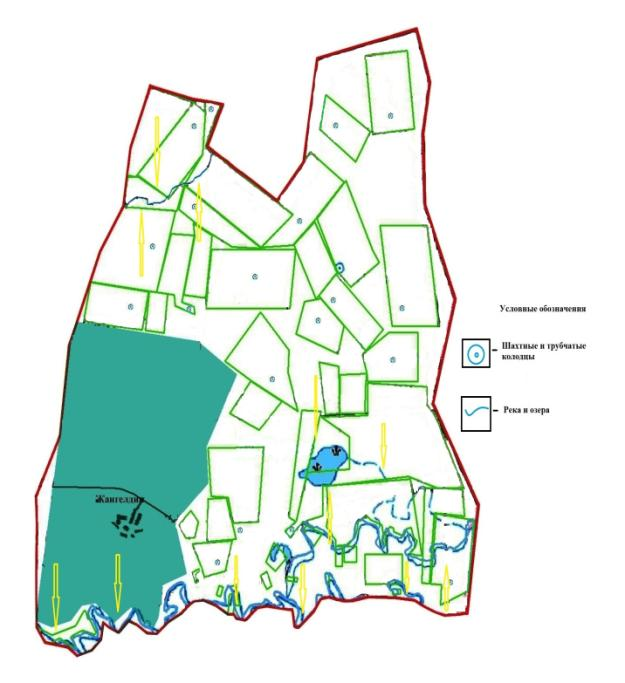 Условные обозначения
Шахтные и трубчатые
колодцы
Река и озера
Жангелдин